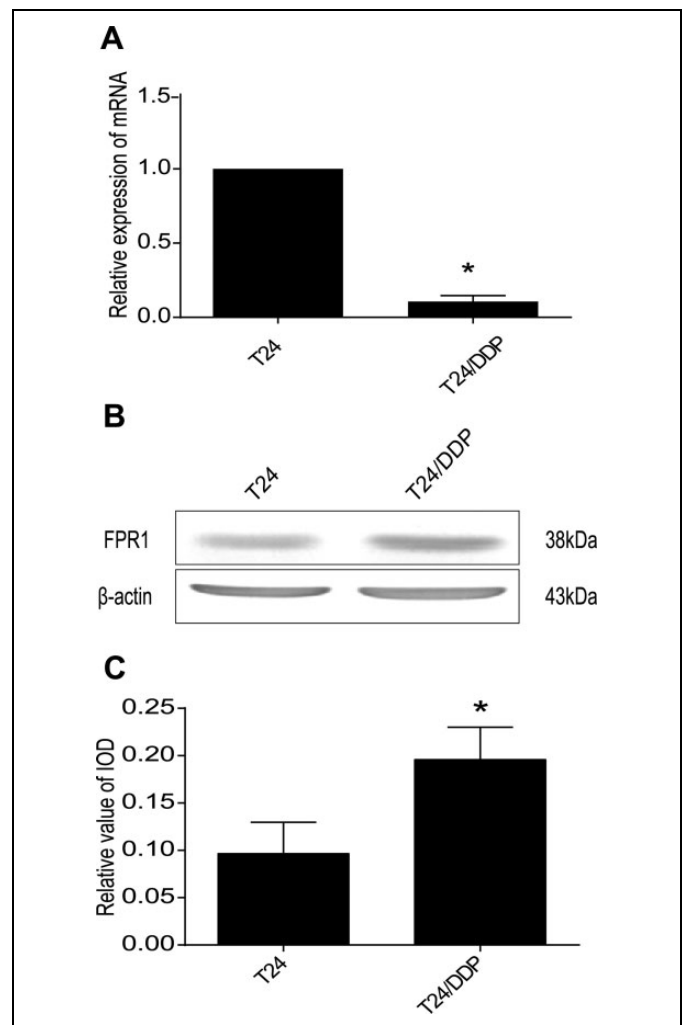 A
Relative expression of mRNA
1.5
1.0
0.5
0.0
*
T24
T24/DDP
B
T24
T24/DDP
FPR1
38kDa
β-actin
43kDa
C
Relative value of IOD
0.25
0.20
0.15
0.10
0.05
0.00
*
T24
T24/DDP